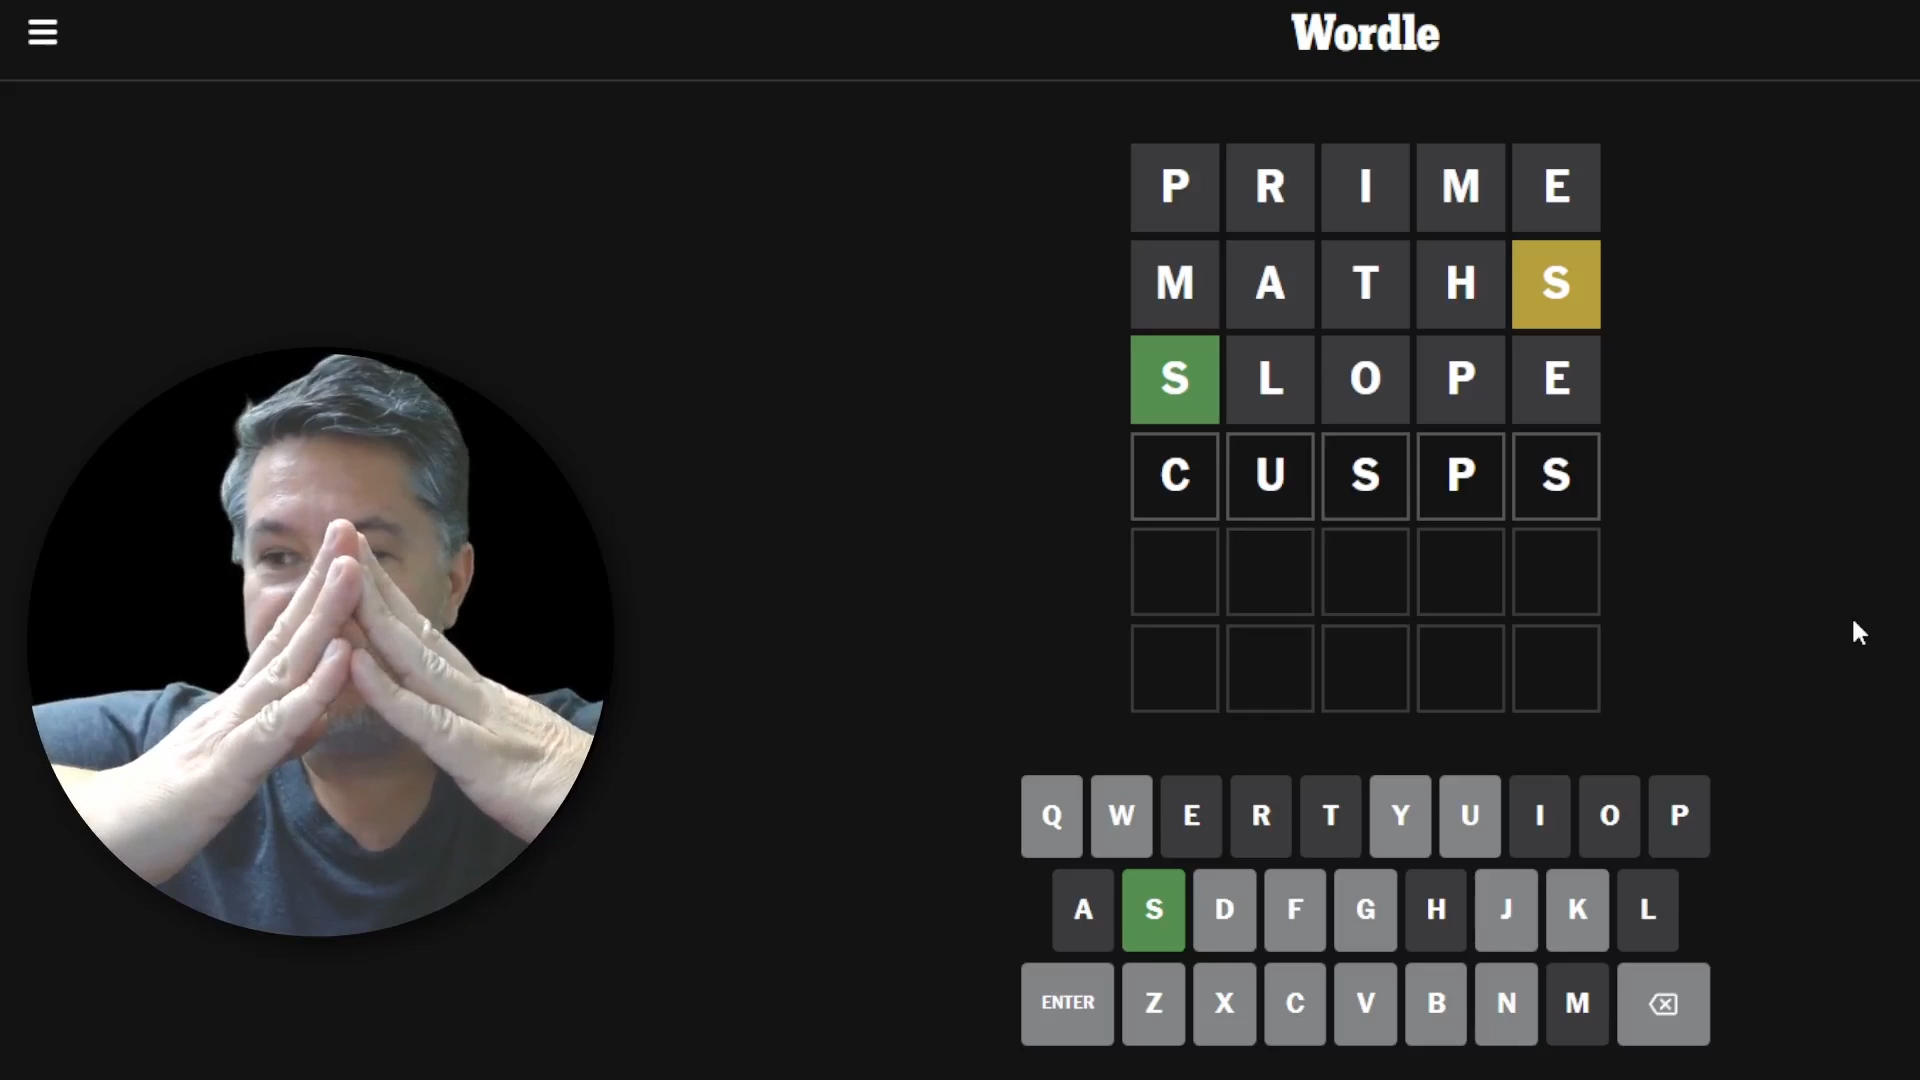 Wordle
P R I M E
M A T H S
S L O P E
C U S P S
Q W E R T Y U I O P
A S D F G H J K L
ENTER Z X C V B N M